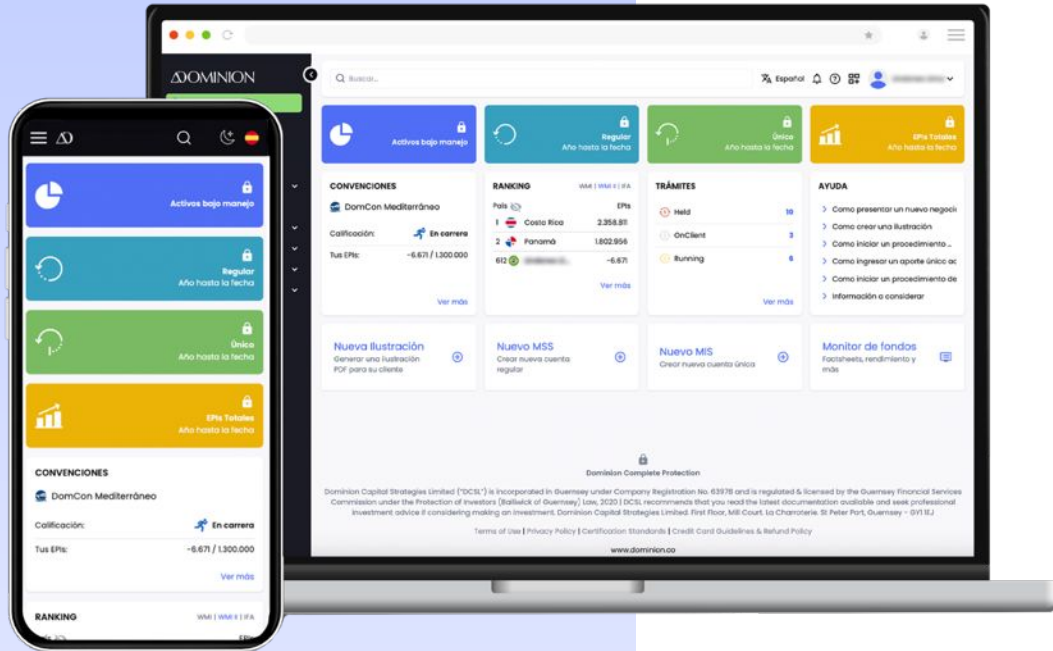 DOMINION
Buscar...
Español
Activos bajo manejo
Regular
Año hasta la fecha
Único
Año hasta la fecha
EPIs Totales
Año hasta la fecha
CONVENCIONES
DomCon Mediterráneo
Calificación:
En carrera
Tus EPIs:
-6.671 / 1.300.000
Ver más
RANKING
WMI | WMI II | IFA
País
EPIs
1 Costa Rica 2.358.811
2 Panamá 1.802.956
612
-6.671
Ver más
TRÁMITES
Held 10
OnClient 3
Running 6
Ver más
AYUDA
Como presentar un nuevo negocio
Como crear una ilustración
Como iniciar un procedimiento...
Como ingresar un aporte único ac
Como iniciar un procedimiento de
Información a considerar
Nueva Ilustración
Generar una ilustración
PDF para su cliente
Nuevo MSS
Crear nueva cuenta
regular
Nuevo MIS
Crear nueva cuenta única
Monitor de fondos
Factsheets, rendimiento y
más
Dominion Complete Protection
Dominion Capital Strategies Limited ("DCSL") is incorporated in Guernsey under Company Registration No. 63976 and is regulated & licensed by the Guernsey Financial Services
Commission under the Protection of Investors (Bailiwick of Guernsey) Law, 2020 | DCSL recommends that you read the latest documentation available and seek professional
investment advice if considering making an investment. Dominion Capital Strategies Limited. First Floor, Mill Court. La Charroterie. St Peter Port, Guernsey - GY1 1EJ
Terms of Use | Privacy Policy | Certification Standards | Credit Card Guidelines & Refund Policy
www.dominion.co
Activos bajo manejo
Regular
Año hasta la fecha
Único
Año hasta la fecha
EPIs Totales
Año hasta la fecha
CONVENCIONES
DomCon Mediterráneo
Calificación:
En carrera
Tus EPIs:
-6.671 / 1.300.000
Ver más
RANKING
WMI | WMI II | IFA